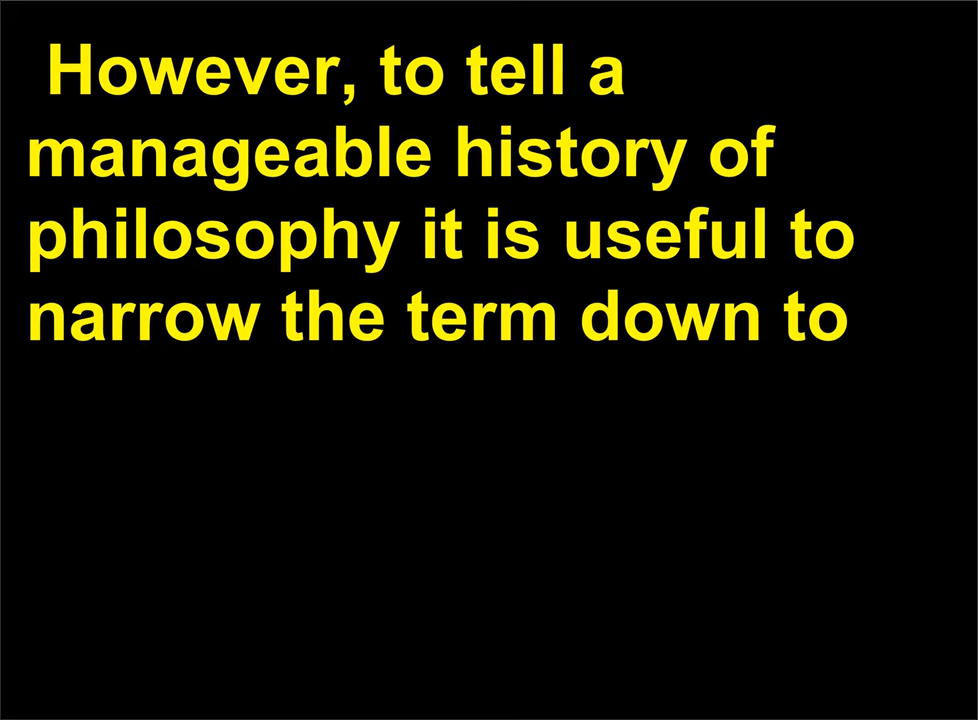 However, to tell a
manageable history of
philosophy it is useful to
narrow the term down to